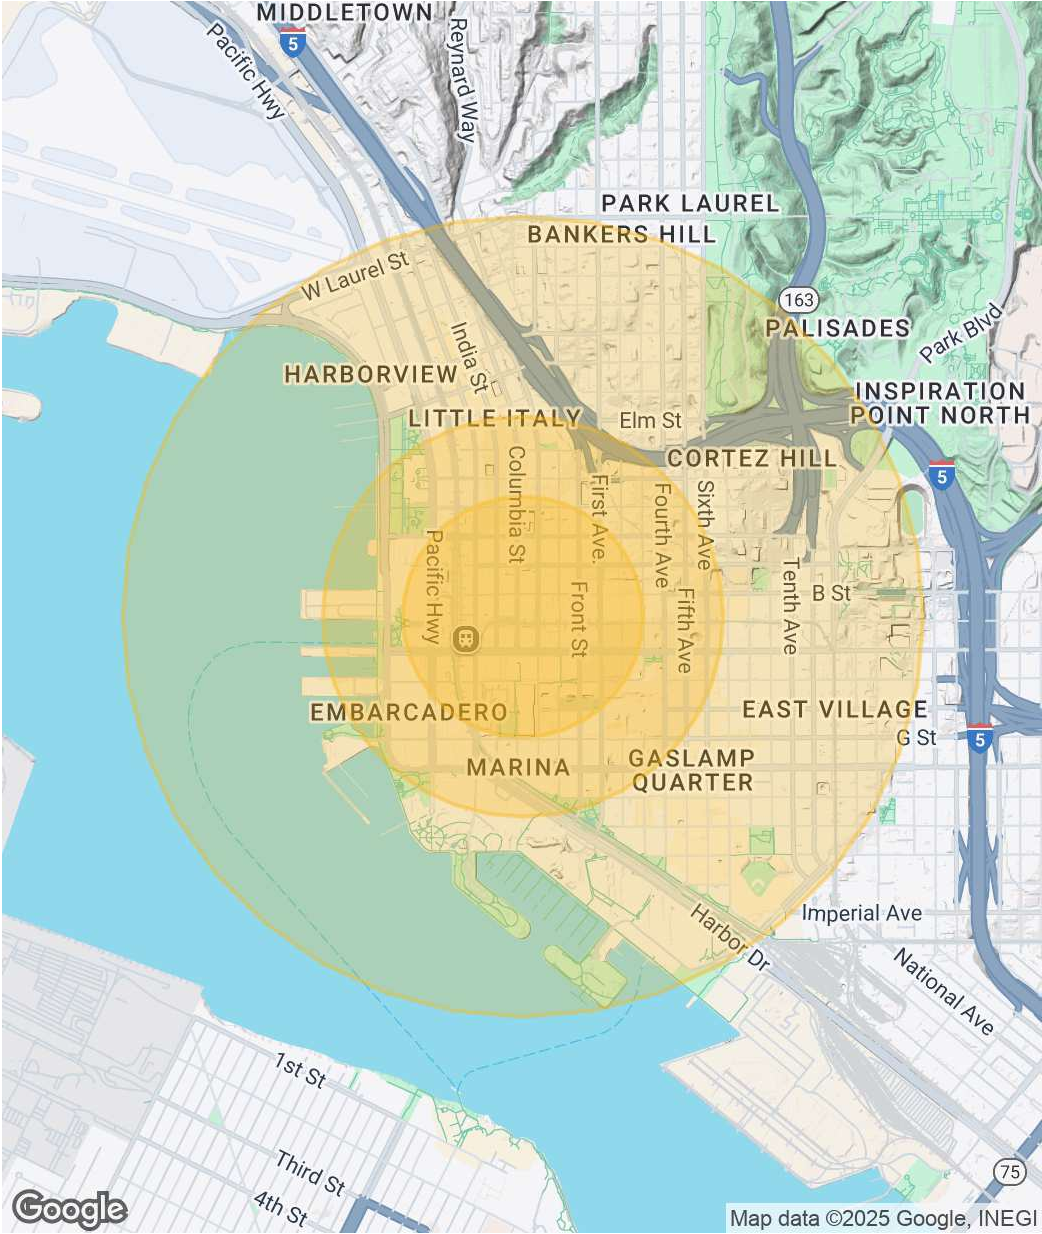 MIDDLETOWN
5
Pacific Hwy
Reynard Way
PARK LAUREL
BANKERS HILL
W Laurel St
163
PALISADES
Park Blvd
India St
HARBORVIEW
INSPIRATION
POINT NORTH
LITTLE ITALY
Elm St
CORTEZ HILL
5
Columbia St
First Ave.
Fourth Ave
Sixth Ave
Pacific Hwy
Front St
Fifth Ave
Tenth Ave
B St
EMBARCADERO
EAST VILLAGE
G St
5
MARINA
GASLAMP
QUARTER
Harbor Dr
Imperial Ave
National Ave
1st St
Third St
4th St
75
Google
Map data ©2025 Google, INEGI